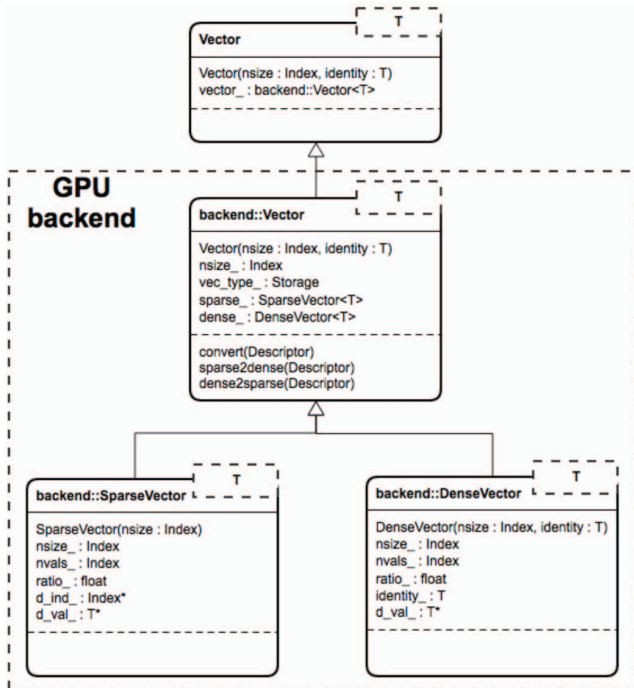 T
Vector
Vector(nsize : Index, identity : T)
vector_ : backend::Vector<T>
GPU
backend
T
backend::Vector
Vector(nsize : Index, identity : T)
nsize_ : Index
vec_type_ : Storage
sparse_ : SparseVector<T>
dense_ : DenseVector<T>
convert(Descriptor)
sparse2dense(Descriptor)
dense2sparse(Descriptor)
T
backend::SparseVector
SparseVector(nsize : Index)
nsize_ : Index
nvals_ : Index
ratio_ : float
d_ind_ : Index*
d_val_ : T*
T
backend::DenseVector
DenseVector(nsize : Index, identity : T)
nsize_ : Index
nvals_ : Index
ratio_ : float
identity_ : T
d_val_ : T*